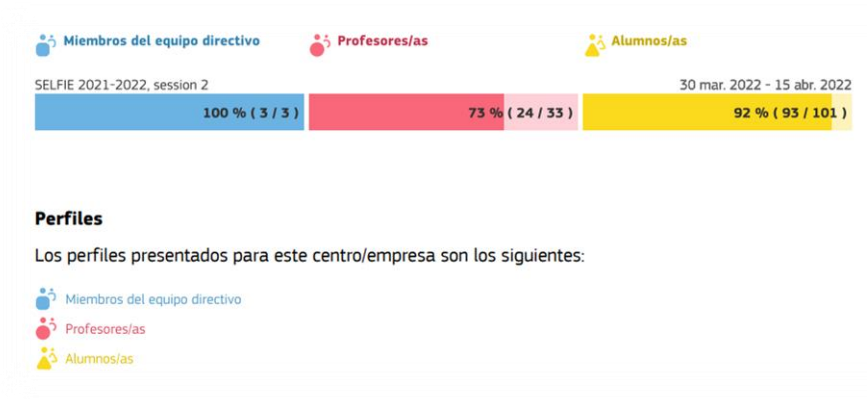 Miembros del equipo directivo Profesores/as Alumnos/as
SELFIE 2021-2022, session 2 30 mar. 2022 - 15 abr. 2022
100 % ( 3 / 3 ) 73 % ( 24 / 33 ) 92 % ( 93 / 101 )
Perfiles
Los perfiles presentados para este centro/empresa son los siguientes:
Miembros del equipo directivo
Profesores/as
Alumnos/as